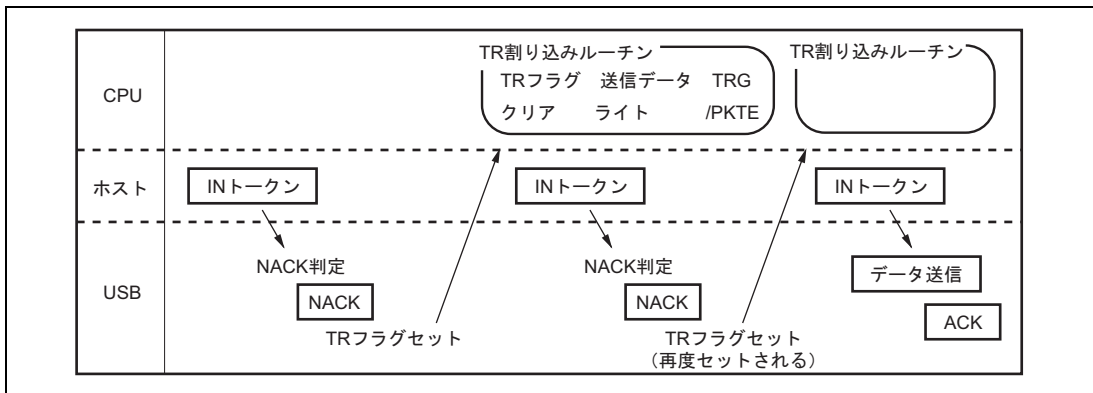 TR割り込みルーチン
TR割り込みルーチン
CPU
TRフラグ 送信データ TRG
クリア ライト /PKTE
ホスト
INトークン
INトークン
INトークン
USB
NACK判定
NACK判定
データ送信
NACK
NACK
ACK
TRフラグセット
TRフラグセット
(再度セットされる)